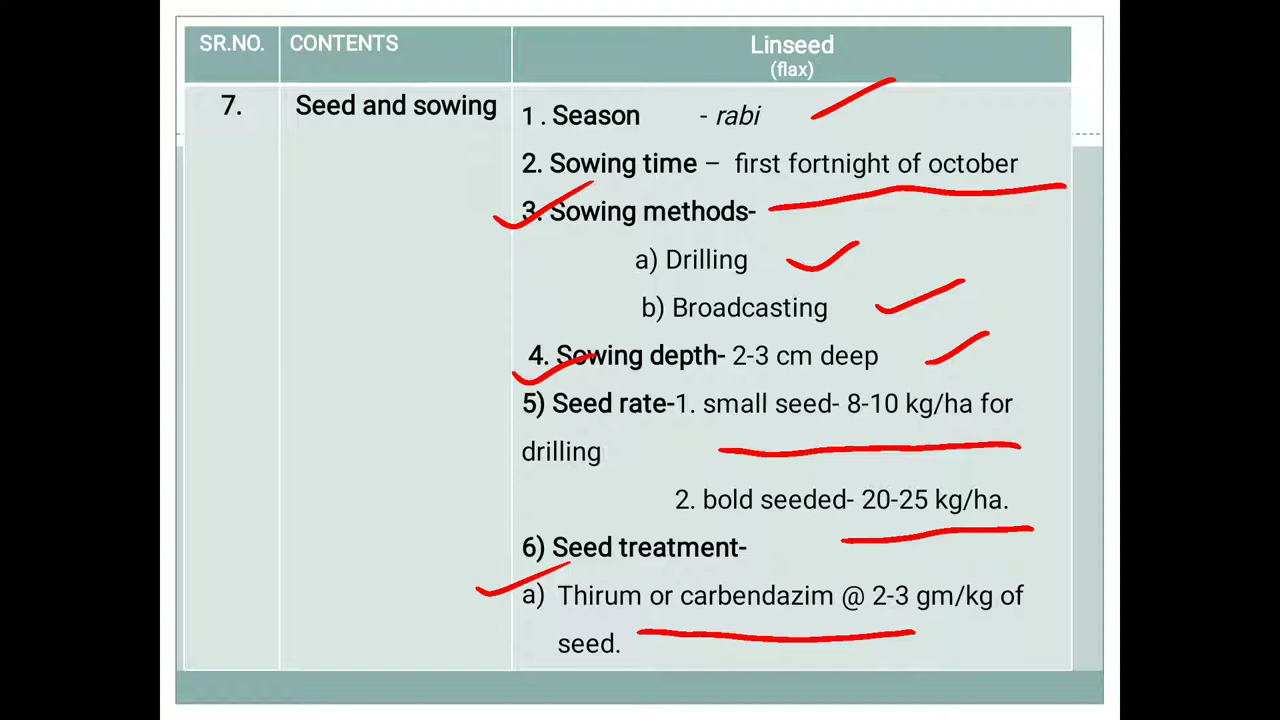 SR.NO. CONTENTS Linseed
(flax)
7. Seed and sowing 1 . Season - rabi
2. Sowing time – first fortnight of october
3. Sowing methods-
a) Drilling
b) Broadcasting
4. Sowing depth- 2-3 cm deep
5) Seed rate-1. small seed- 8-10 kg/ha for
drilling
2. bold seeded- 20-25 kg/ha.
6) Seed treatment-
a) Thirum or carbendazim @ 2-3 gm/kg of
seed.